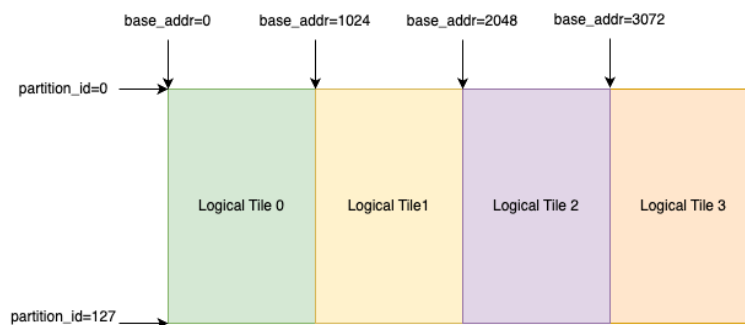 base_addr=0
base_addr=1024
base_addr=2048
base_addr=3072
partition_id=0
Logical Tile 0
Logical Tile1
Logical Tile 2
Logical Tile 3
partition_id=127